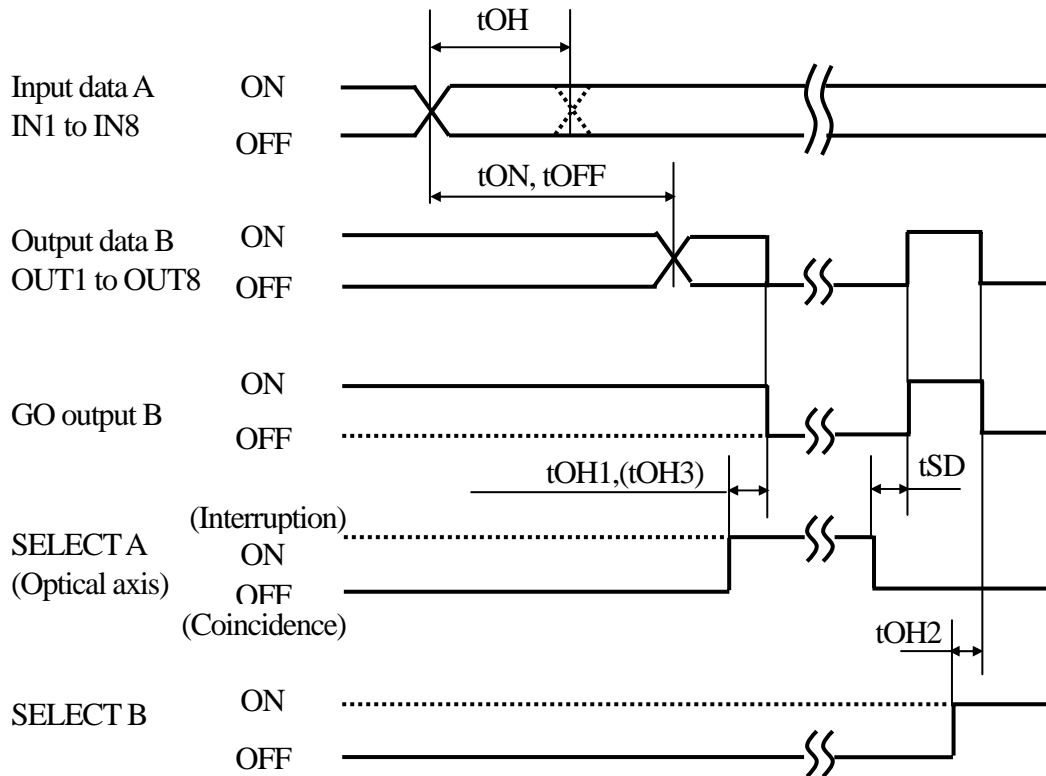 tOH
Input data A ON
IN1 to IN8 OFF
tON, tOFF
Output data B ON
OUT1 to OUT8 OFF
ON
GO output B
OFF
tOH1,(tOH3) tSD
(Interruption)
SELECT A ON
(Optical axis) OFF
(Coincidence)
tOH2
ON
SELECT B
OFF